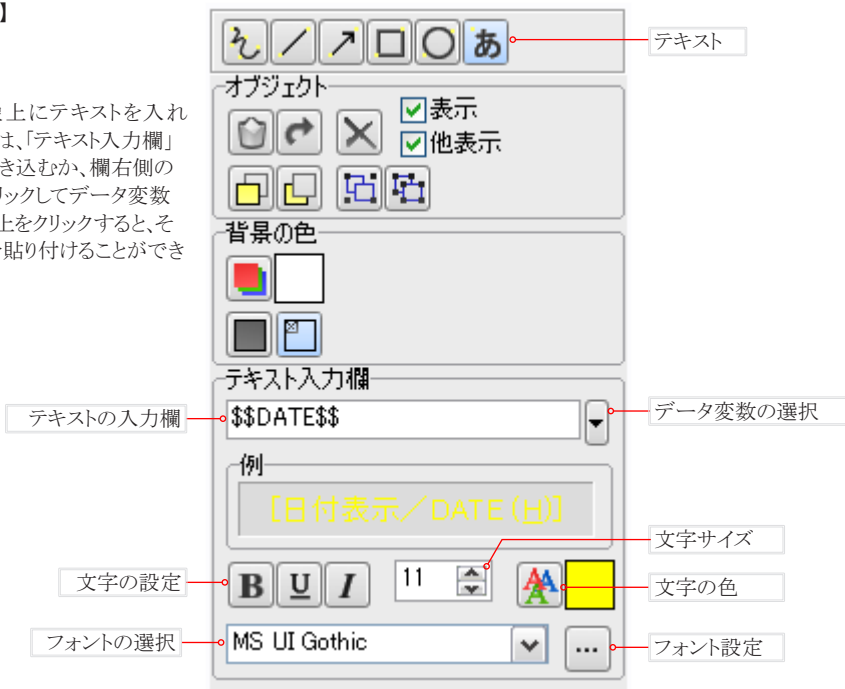 】
あ
テキスト
オブジェクト
表示
他表示
上にテキストを入れ
は、「テキスト入力欄」
き込むか、欄右側の
リックしてデータ変数
上をクリックすると、そ
貼り付けることができ
背景の色
テキスト入力欄
テキストの入力欄
$$DATE$$
データ変数の選択
例
[日付表示／DATE(H)]
文字サイズ
文字の設定
B U I
11
文字の色
フォントの選択
MS UI Gothic
...
フォント設定